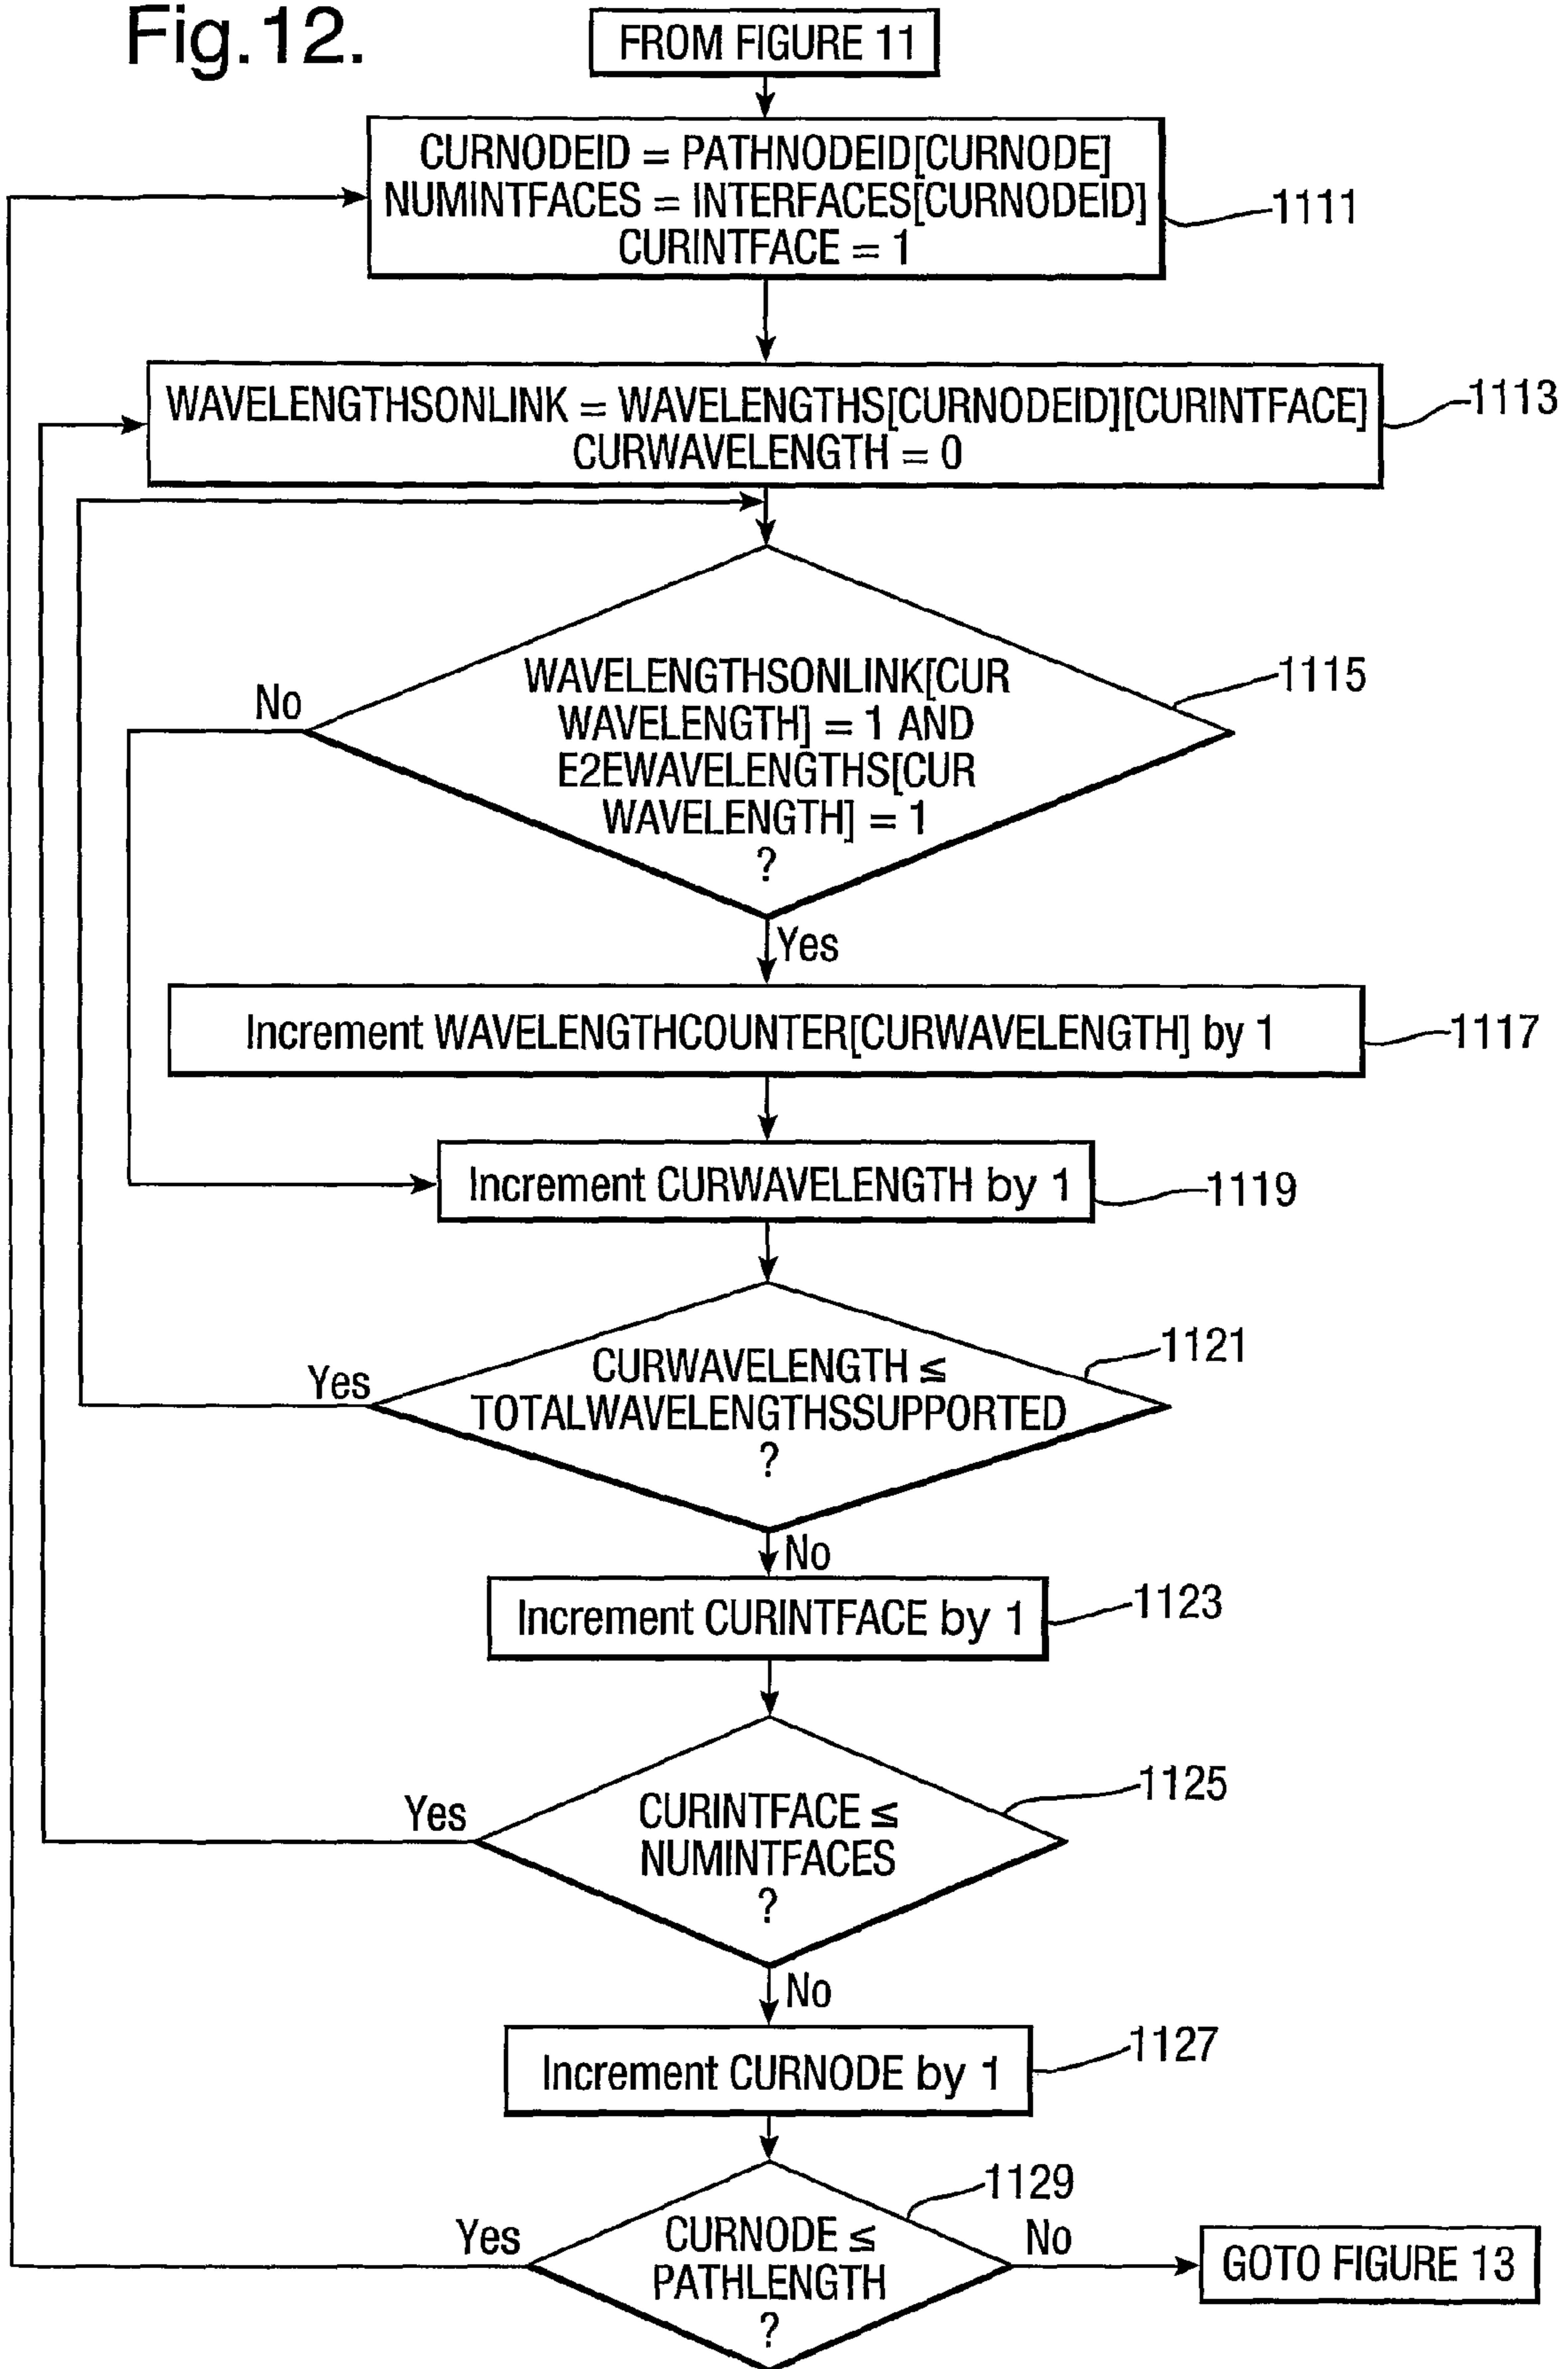 Fig.12.
FROM FIGURE 11
CURNODEID = PATHNODEID[CURNODE]
NUMINTFACES = INTERFACES[CURNODEID]
CURINTFACE = 1
1111
WAVELENGTHSONLINK = WAVELENGTHS[CURNODEID][CURINTFACE]
CURWAVELENGTH = 0
1113
WAVELENGTHSONLINK[CUR
WAVELENGTH] = 1 AND
E2EWAVELENGTHS[CUR
WAVELENGTH] = 1
?
1115
No
Yes
Increment WAVELENGTHCOUNTER[CURWAVELENGTH] by 1
1117
Increment CURWAVELENGTH by 1
1119
CURWAVELENGTH ≤
TOTALWAVELENGTHSSUPPORTED
?
1121
Yes
No
Increment CURINTFACE by 1
1123
CURINTFACE ≤
NUMINTFACES
?
1125
Yes
No
Increment CURNODE by 1
1127
CURNODE ≤
PATHLENGTH
?
1129
Yes
No
GOTO FIGURE 13